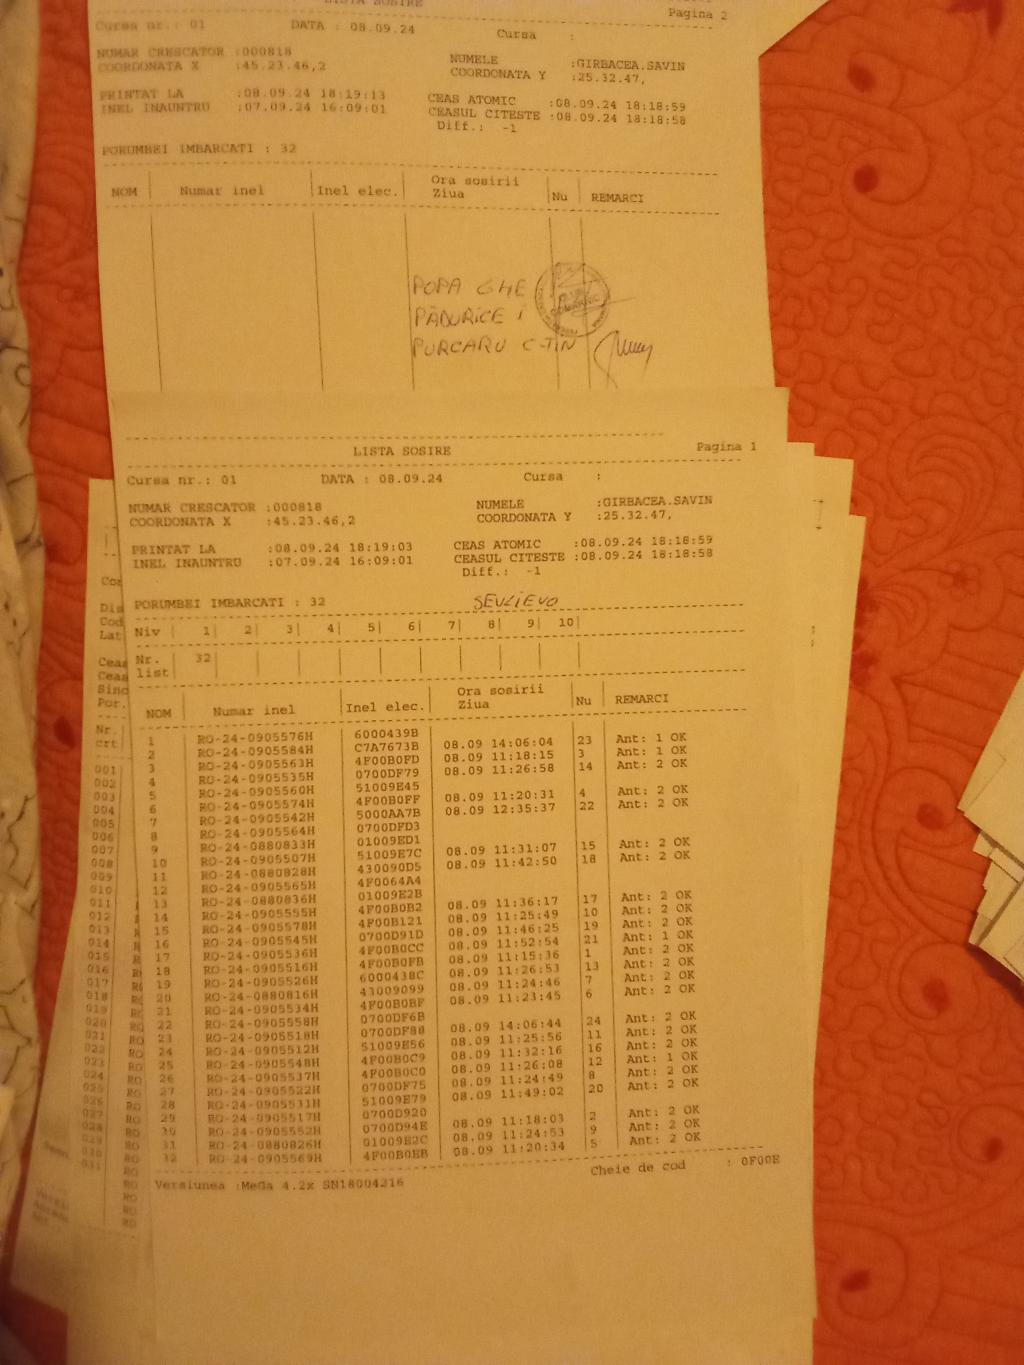 LISTA SOSIRE Pagina 2
Cursa nr.: 01 DATA : 08.09.24 Cursa :
NUMAR CRESCATOR :000818 NUMELE :GIRBACEA.SAVIN
COORDONATA X :45.23.46,2 COORDONATA Y :25.32.47,
PRINTAT LA :08.09.24 18:19:13 CEAS ATOMIC :08.09.24 18:18:59
INEL INAUNTRU :07.09.24 16:09:01 CEASUL CITESTE :08.09.24 18:18:58
Diff.: -1
PORUMBEI IMBARCATI : 32
NOM Numar inel Inel elec. Ora sosirii Ziua Nu REMARCI
POPA GHE
PĂDURICE I
PURCARU C-TIN
LISTA SOSIRE Pagina 1
Cursa nr.: 01 DATA : 08.09.24 Cursa :
NUMAR CRESCATOR :000818 NUMELE :GIRBACEA.SAVIN
COORDONATA X :45.23.46,2 COORDONATA Y :25.32.47,
PRINTAT LA :08.09.24 18:19:03 CEAS ATOMIC :08.09.24 18:18:59
INEL INAUNTRU :07.09.24 16:09:01 CEASUL CITESTE :08.09.24 18:18:58
Diff.: -1
PORUMBEI IMBARCATI : 32 SEVLIEVO
Niv 1 2 3 4 5 6 7 8 9 10
Nr. 32
list
NOM Numar inel Inel elec. Ora sosirii Ziua Nu REMARCI
1 RO-24-0905576H 6000439B
2 RO-24-0905584H C7A7673B 08.09 14:06:04 23 Ant: 1 OK
3 RO-24-0905563H 4F00B0FD 08.09 11:18:15 3 Ant: 2 OK
4 RO-24-0905535H 0700DF79 08.09 11:26:58 14 Ant: 2 OK
5 RO-24-0905560H 51009E45
6 RO-24-0905574H 4F00B0FF 08.09 11:20:31 4 Ant: 2 OK
7 RO-24-0905542H 5000AA7B 08.09 12:35:37 22 Ant: 2 OK
8 RO-24-0905564H 0700DFD3
9 RO-24-0880833H 01009ED1
10 RO-24-0905507H 51009E7C 08.09 11:31:07 15 Ant: 2 OK
11 RO-24-0880828H 430090D5 08.09 11:42:50 18 Ant: 2 OK
12 RO-24-0905565H 4F0064A4
13 RO-24-0880836H 01009E2B
14 RO-24-0905555H 4F00B0B2 08.09 11:36:17 17 Ant: 2 OK
15 RO-24-0905578H 4F00B121 08.09 11:25:49 10 Ant: 2 OK
16 RO-24-0905545H 0700D91D 08.09 11:46:25 19 Ant: 2 OK
17 RO-24-0905536H 4F00B0CC 08.09 11:52:54 21 Ant: 1 OK
18 RO-24-0905516H 4F00B0FB 08.09 11:15:36 1 Ant: 2 OK
19 RO-24-0905526H 6000438C 08.09 11:26:53 13 Ant: 2 OK
20 RO-24-0880816H 43009099 08.09 11:24:46 7 Ant: 2 OK
21 RO-24-0905534H 4F00B0BF 08.09 11:23:45 6 Ant: 2 OK
22 RO-24-0905558H 0700DF6B
23 RO-24-0905518H 0700DF88 08.09 14:06:44 24 Ant: 2 OK
24 RO-24-0905512H 51009E56 08.09 11:25:56 11 Ant: 2 OK
25 RO-24-0905548H 4F00B0C9 08.09 11:32:16 16 Ant: 2 OK
26 RO-24-0905537H 4F00B0C0 08.09 11:26:08 12 Ant: 1 OK
27 RO-24-0905522H 0700DF75 08.09 11:24:49 8 Ant: 2 OK
28 RO-24-0905531H 51009E79 08.09 11:49:02 20 Ant: 2 OK
29 RO-24-0905517H 0700D920
30 RO-24-0905552H 0700D94E 08.09 11:18:03 2 Ant: 2 OK
31 RO-24-0880826H 01009E2C 08.09 11:24:53 9 Ant: 2 OK
32 RO-24-0905569H 4F00B0EB 08.09 11:20:34 5 Ant: 2 OK
Versiunea :MeGa 4.2x SN18004216 Cheie de cod : 0F00E